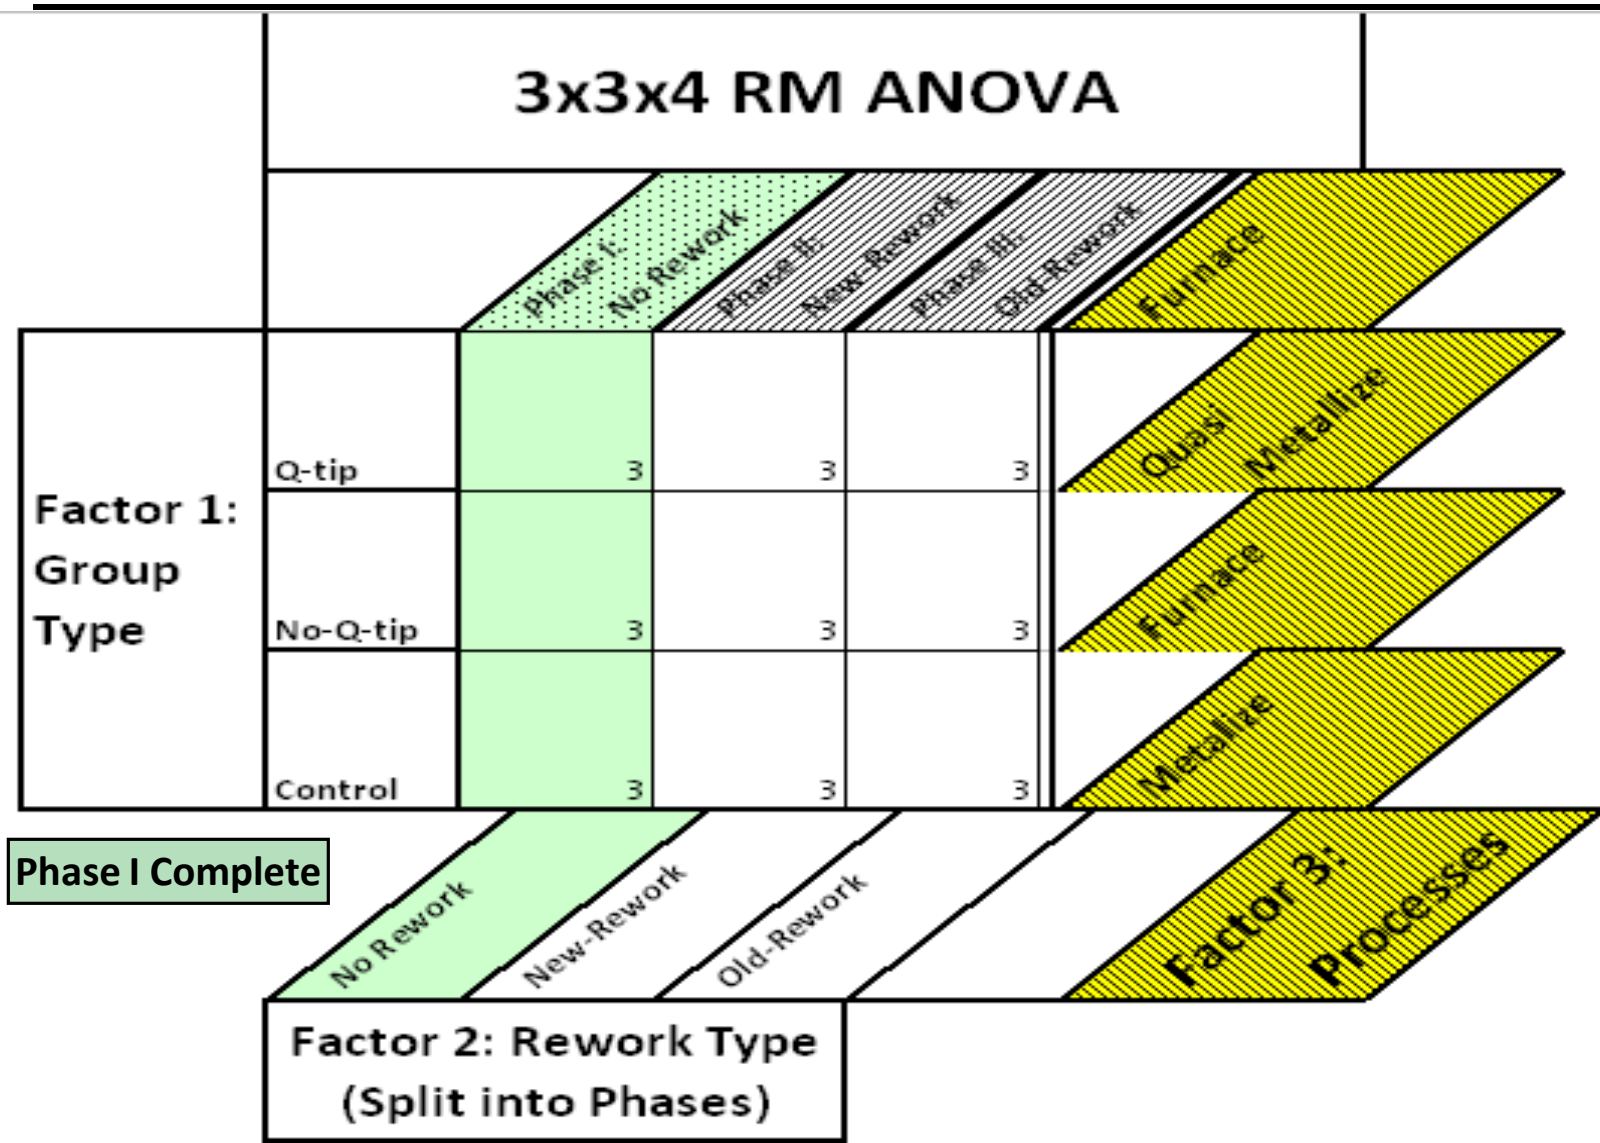 3x3x4 RM ANOVA
Phase I:
No Rework
Phase II:
New-Rework
Phase III:
Old-Rework
Furnace
Quasi
Metallize
Furnace
Metalize
Factor 1:
Group
Type
Q-tip 3 3 3
No-Q-tip 3 3 3
Control 3 3 3
Phase I Complete
No Rework
New-Rework
Old-Rework
Factor 3:
Processes
Factor 2: Rework Type
(Split into Phases)